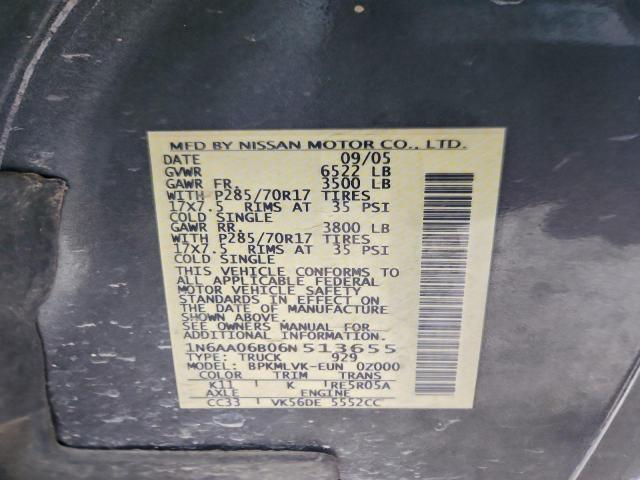 MFD BY NISSAN MOTOR CO., LTD.
DATE 09/05
GVWR 6522 LB
GAWR FR. 3500 LB
WITH P285/70R17 TIRES
17X7.5 RIMS AT 35 PSI
COLD SINGLE
GAWR RR. 3800 LB
WITH P285/70R17 TIRES
17X7.5 RIMS AT 35 PSI
COLD SINGLE
THIS VEHICLE CONFORMS TO
ALL APPLICABLE FEDERAL
MOTOR VEHICLE SAFETY
STANDARDS IN EFFECT ON
THE DATE OF MANUFACTURE
SHOWN ABOVE.
SEE OWNERS MANUAL FOR
ADDITIONAL INFORMATION.
1N6AA06B06N513655
TYPE: TRUCK 929
MODEL: BPKMLVK-EUN 0Z000
COLOR TRIM TRANS
K11 K RE5R05A
AXLE ENGINE
CC33 VK56DE 5552CC